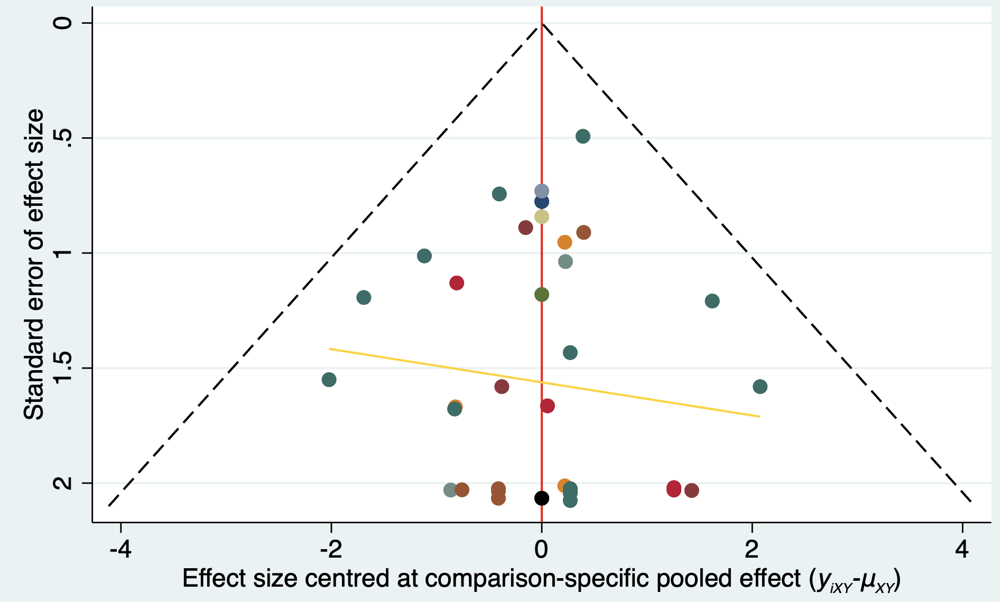 0
.5
1
1.5
2
Standard error of effect size
-4 -2 0 2 4
Effect size centred at comparison-specific pooled effect (yiXY-μXY)